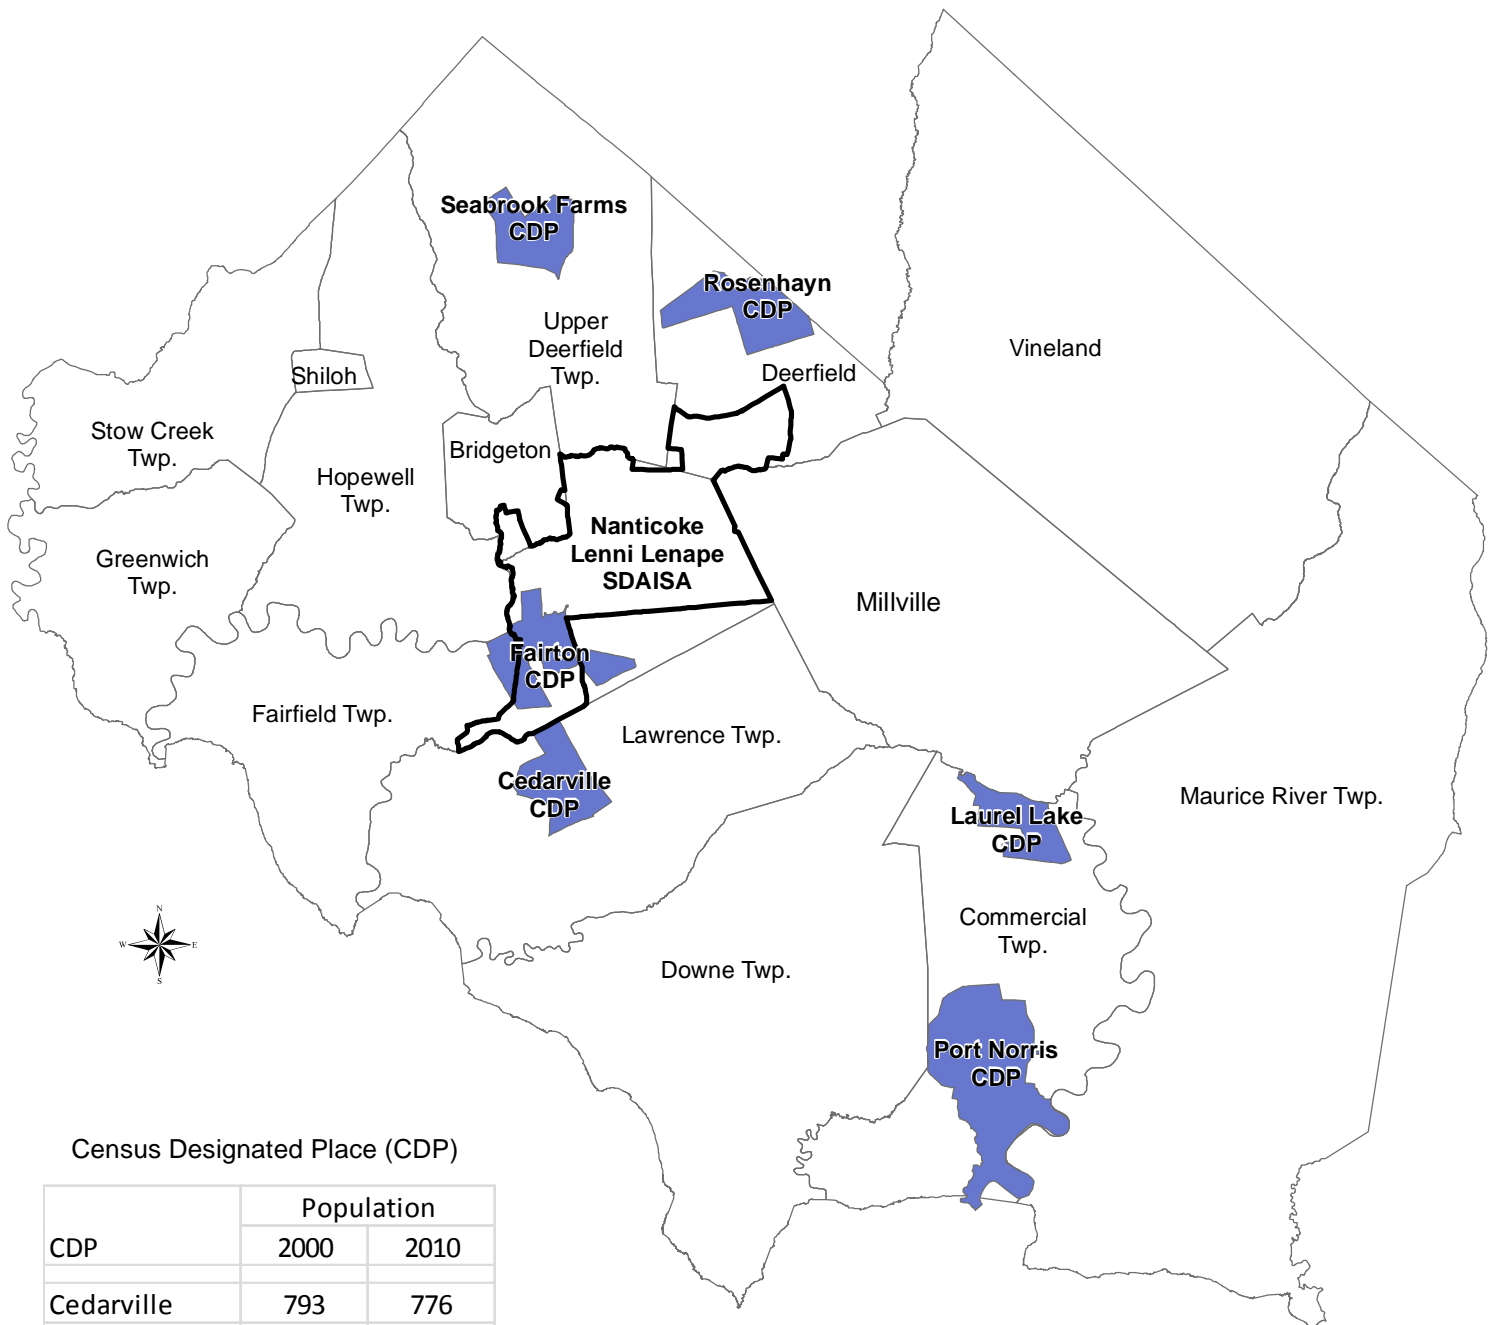 Seabrook Farms
CDP
Rosenhayn
CDP
Upper
Deerfield
Twp.
Vineland
Shiloh
Deerfield
Stow Creek
Twp.
Bridgeton
Hopewell
Twp.
Nanticoke
Lenni Lenape
SDAISA
Greenwich
Twp.
Millville
Fairton
CDP
Fairfield Twp.
Lawrence Twp.
Cedarville
CDP
Maurice River Twp.
Laurel Lake
CDP
N
W E
S
Commercial
Twp.
Downe Twp.
Port Norris
CDP
Census Designated Place (CDP)
Population
CDP 2000 2010
Cedarville 793 776